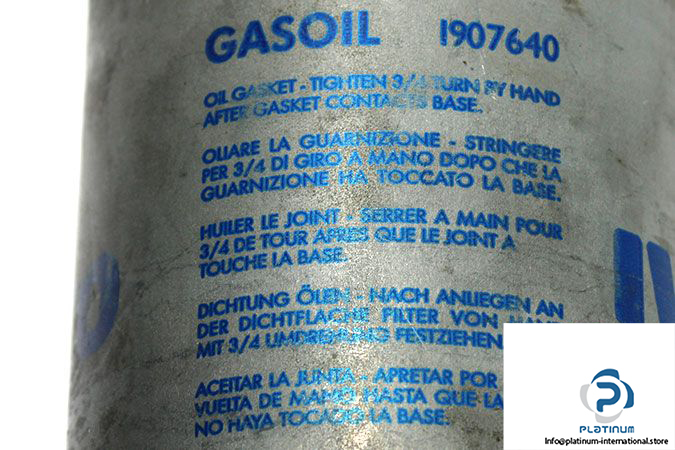 GASOIL 1907640
OIL GASKET - TIGHTEN 3/4 TURN BY HAND
AFTER GASKET CONTACTS BASE.
OLIARE LA GUARNIZIONE - STRINGERE
PER 3/4 DI GIRO A MANO DOPO CHE LA
GUARNIZIONE HA TOCCATO LA BASE.
HUILER LE JOINT - SERRER A MAIN POUR
3/4 DE TOUR APRES QUE LE JOINT A
TOUCHE LA BASE.
DICHTUNG ÖLEN - NACH ANLIEGEN AN
DER DICHTFLACHE FILTER VON
MIT 3/4 UMDREHUNG FESTZIEHEN
ACEITAR LA JUNTA - APRETAR POR
VUELTA DE MANO HASTA QUE LA
NO HAYA TOCADO LA BASE.
PLATINUM
Info@platinum-international.store